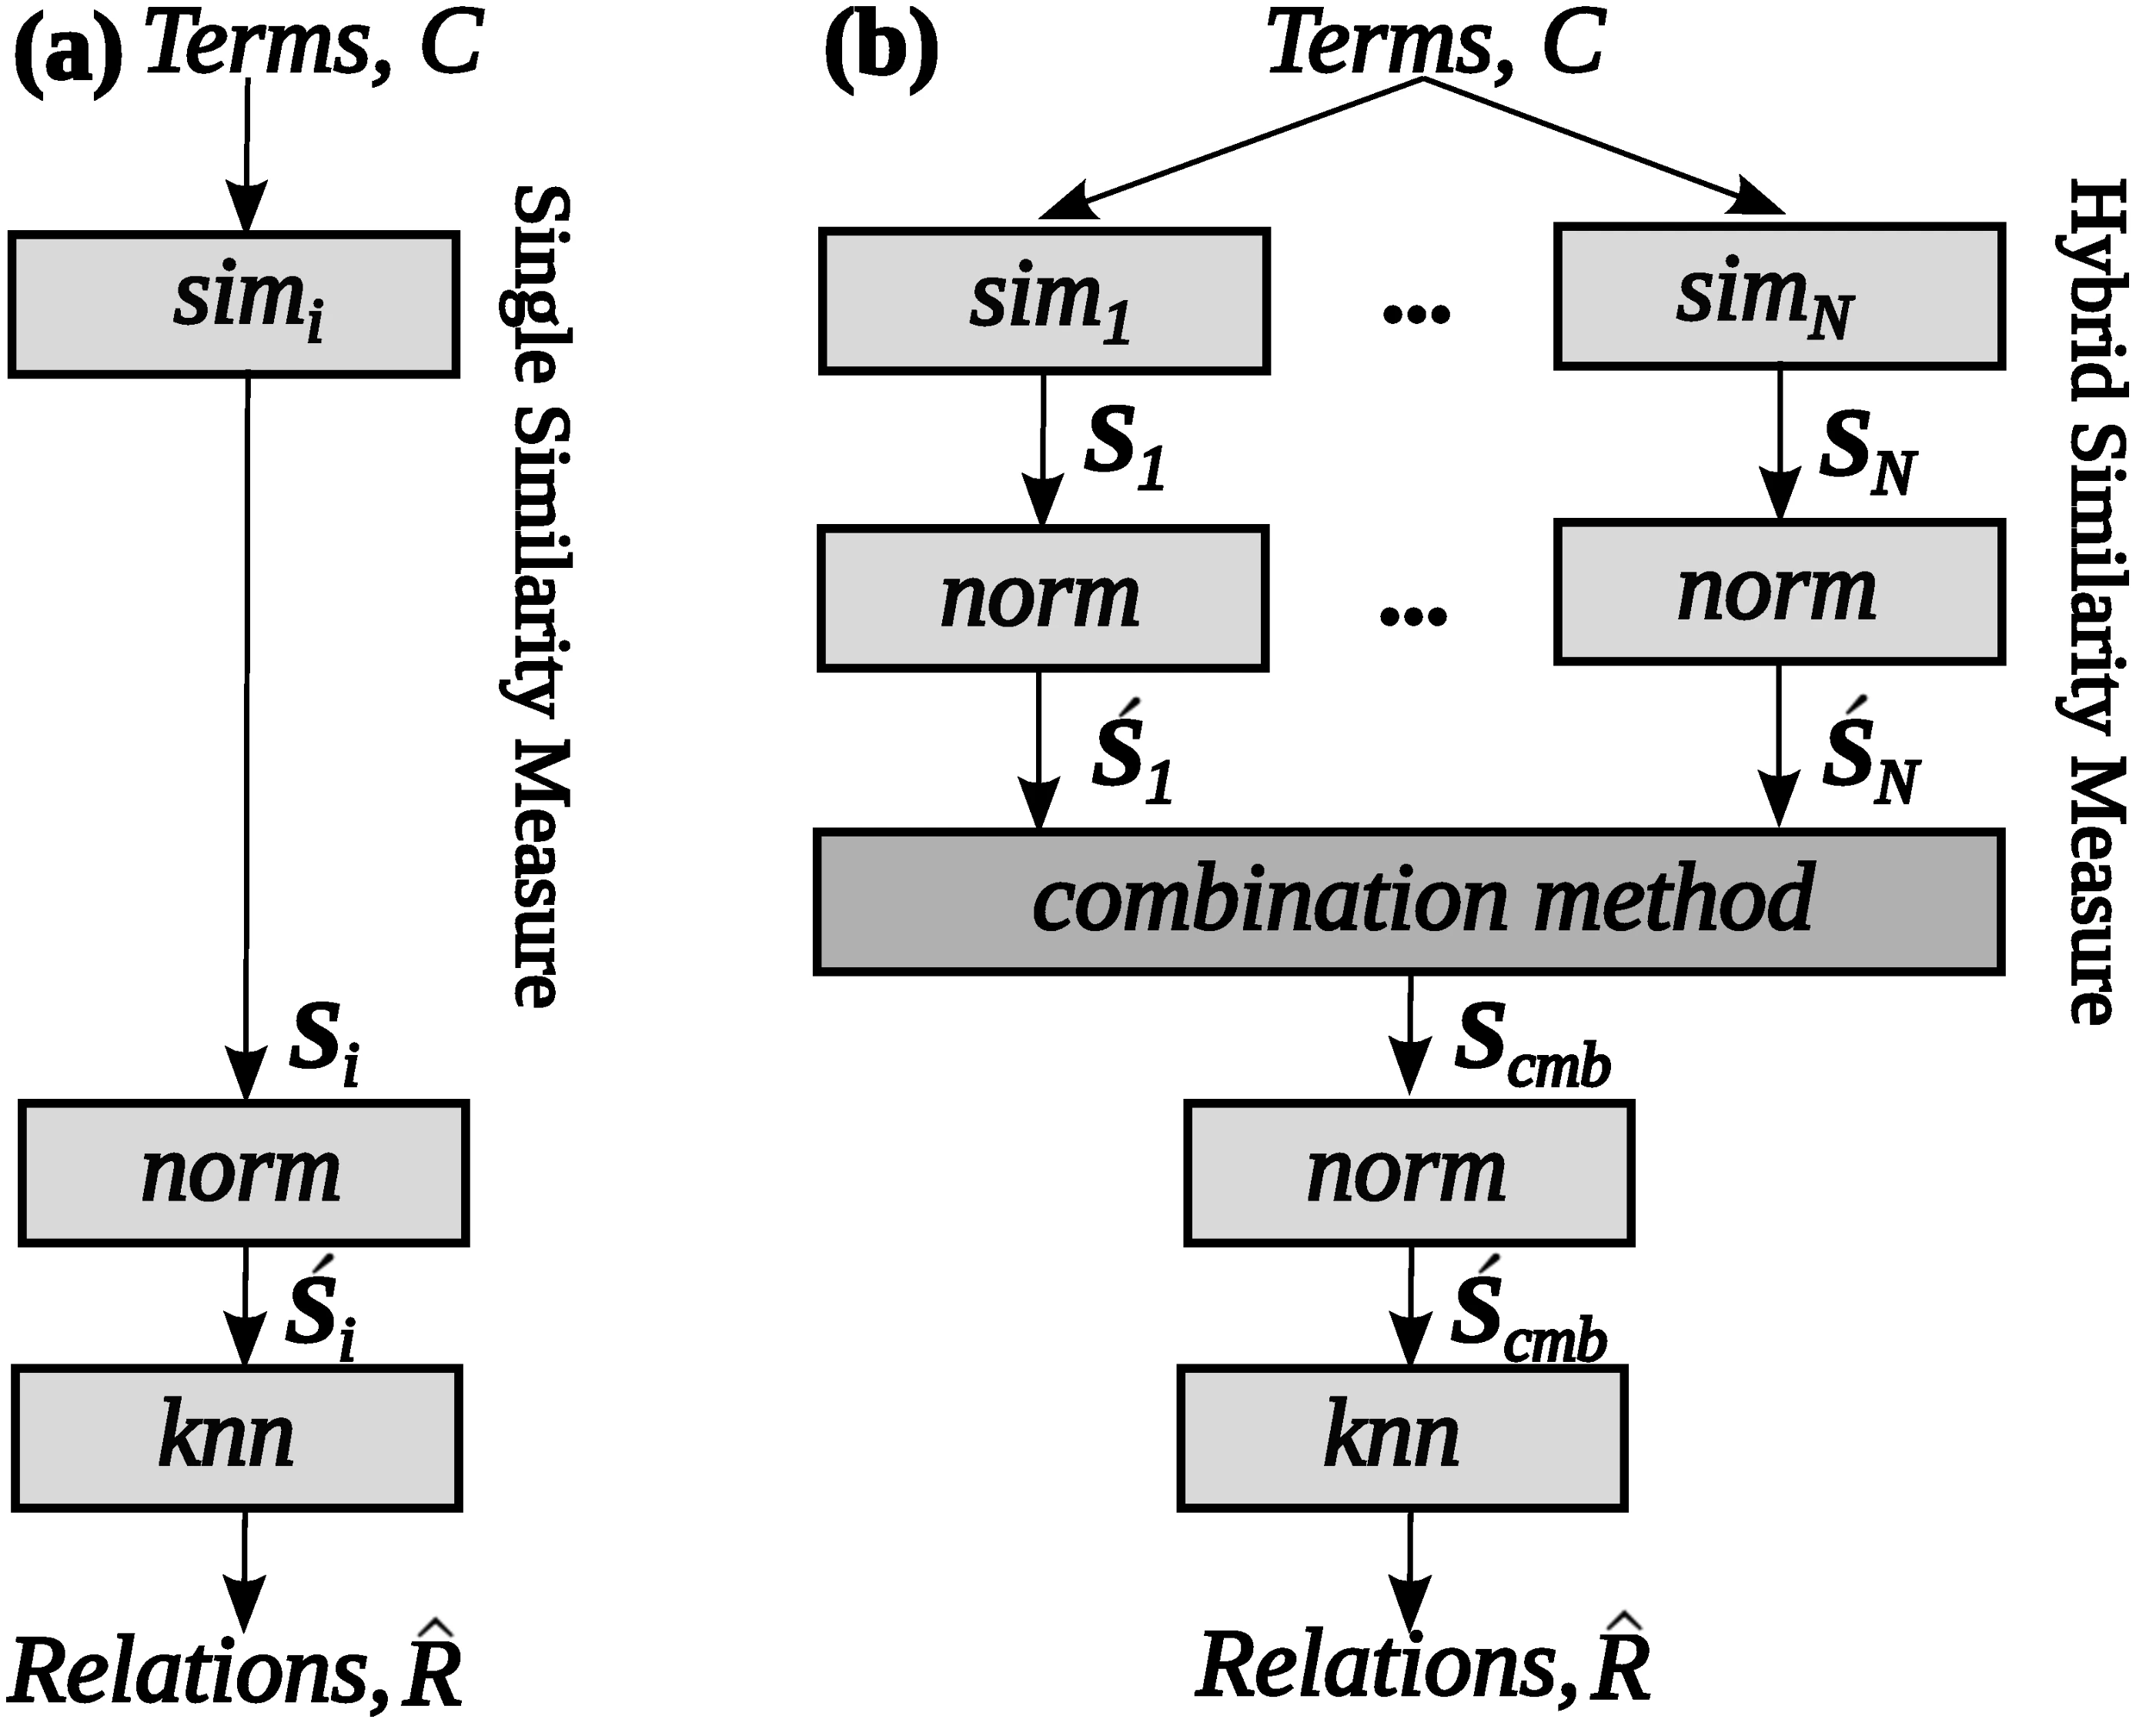 (a) Terms, C
sim_i
S_i
norm
Ś_i
knn
Relations, R̂
Single Similarity Measure
(b) Terms, C
sim_1 ... sim_N
S_1 S_N
norm ... norm
Ś_1 Ś_N
combination method
S_cmb
norm
Ś_cmb
knn
Relations, R̂
Hybrid Similarity Measure